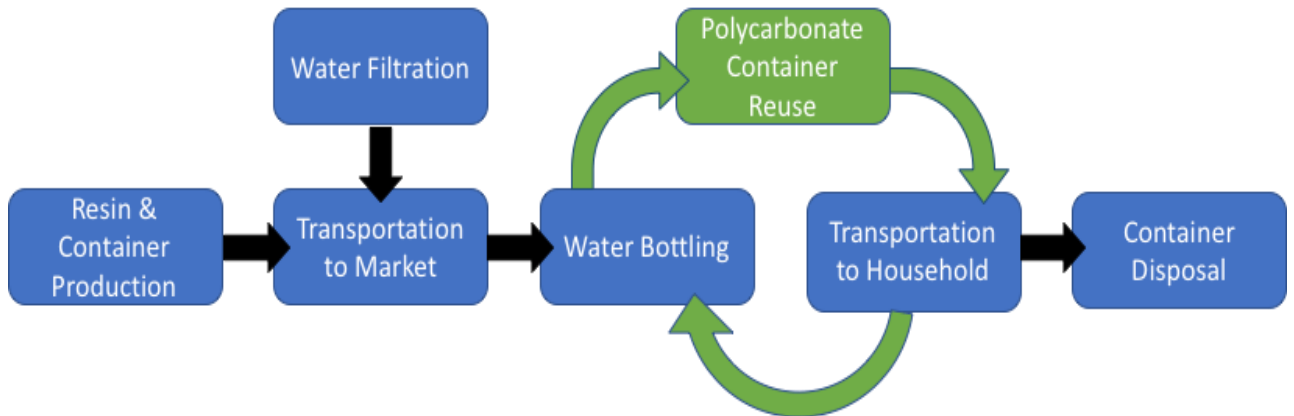 Water Filtration
Polycarbonate
Container
Reuse
Resin &
Container
Production
Transportation
to Market
Water Bottling
Transportation
to Household
Container
Disposal